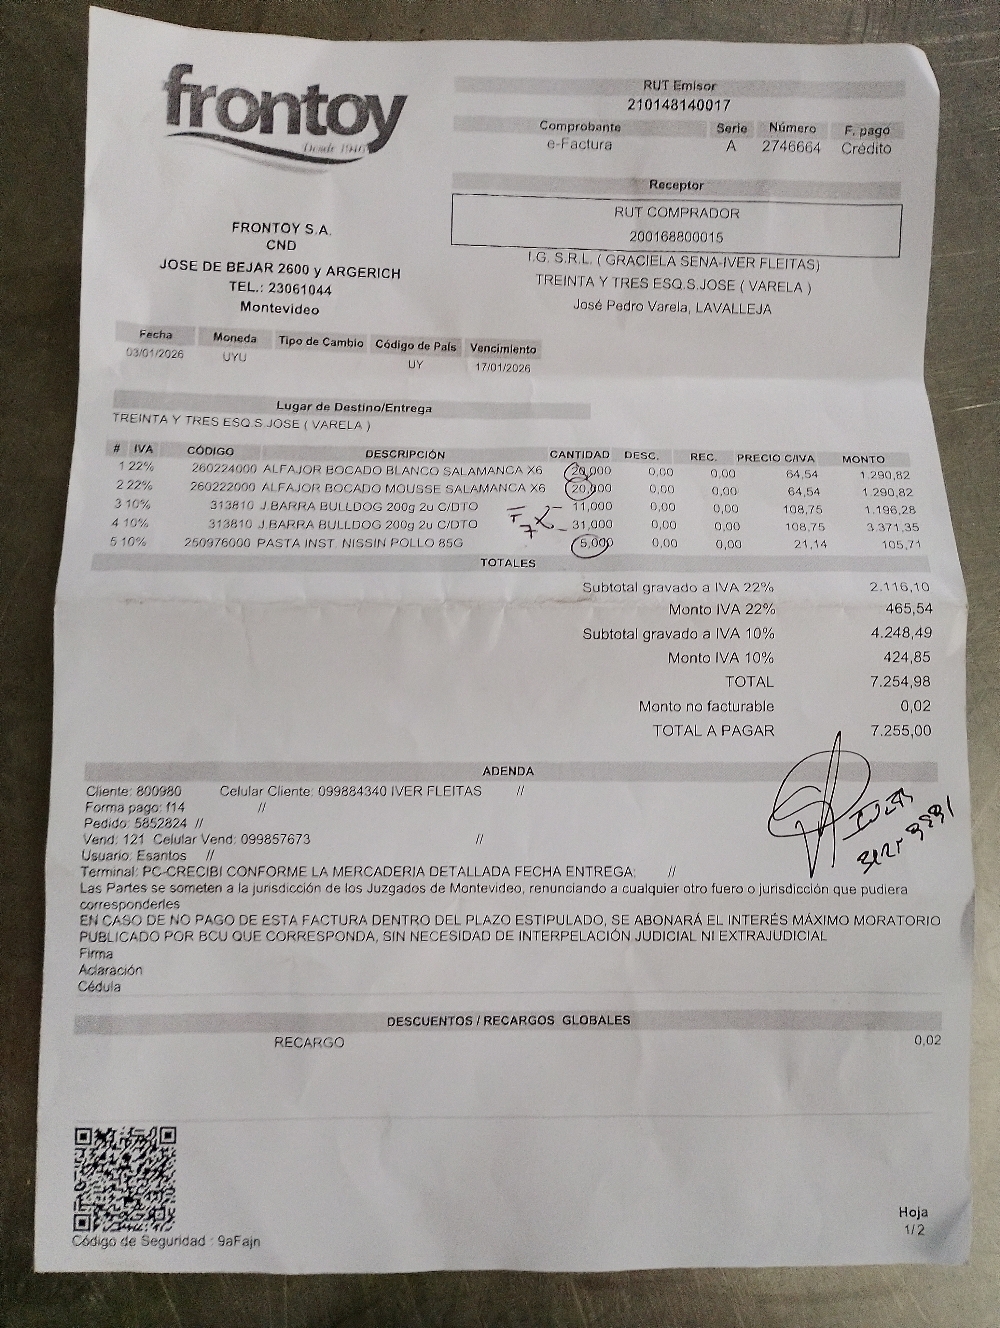 frontoy
Desde 1946
RUT Emisor
210148140017
Comprobante Serie Número F. pago
e-Factura A 2746664 Crédito
Receptor
RUT COMPRADOR
200168800015
I.G. S.R.L. ( GRACIELA SENA-IVER FLEITAS)
TREINTA Y TRES ESQ.S.JOSE ( VARELA )
José Pedro Varela, LAVALLEJA
FRONTOY S.A.
CND
JOSE DE BEJAR 2600 y ARGERICH
TEL.: 23061044
Montevideo
Fecha Moneda Tipo de Cambio Código de País Vencimiento
03/01/2026 UYU UY 17/01/2026
Lugar de Destino/Entrega
TREINTA Y TRES ESQ.S.JOSE ( VARELA )
# IVA CÓDIGO DESCRIPCIÓN CANTIDAD DESC. REC. PRECIO C/IVA MONTO
1 22% 260224000 ALFAJOR BOCADO BLANCO SALAMANCA X6 20,000 0,00 0,00 64,54 1.290,82
2 22% 260222000 ALFAJOR BOCADO MOUSSE SALAMANCA X6 20,000 0,00 0,00 64,54 1.290,82
3 10% 313810 J.BARRA BULLDOG 200g 2u C/DTO 11,000 0,00 0,00 108,75 1.196,28
4 10% 313810 J.BARRA BULLDOG 200g 2u C/DTO 31,000 0,00 0,00 108,75 3.371,35
5 10% 250976000 PASTA INST. NISSIN POLLO 85G 5,000 0,00 0,00 21,14 105,71
TOTALES
Subtotal gravado a IVA 22% 2.116,10
Monto IVA 22% 465,54
Subtotal gravado a IVA 10% 4.248,49
Monto IVA 10% 424,85
TOTAL 7.254,98
Monto no facturable 0,02
TOTAL A PAGAR 7.255,00
ADENDA
Cliente: 800980 Celular Cliente: 099884340 IVER FLEITAS //
Forma pago: f14 //
Pedido: 5852824 //
Vend: 121 Celular Vend: 099857673 //
Usuario: Esantos //
Terminal: PC-CRECIBI CONFORME LA MERCADERIA DETALLADA FECHA ENTREGA: //
Las Partes se someten a la jurisdicción de los Juzgados de Montevideo, renunciando a cualquier otro fuero o jurisdicción que pudiera
corresponderles
EN CASO DE NO PAGO DE ESTA FACTURA DENTRO DEL PLAZO ESTIPULADO, SE ABONARÁ EL INTERÉS MÁXIMO MORATORIO
PUBLICADO POR BCU QUE CORRESPONDA, SIN NECESIDAD DE INTERPELACIÓN JUDICIAL NI EXTRAJUDICIAL
Firma
Aclaración
Cédula
DESCUENTOS / RECARGOS GLOBALES
RECARGO 0,02
Código de Seguridad : 9aFajn
Hoja
1/2